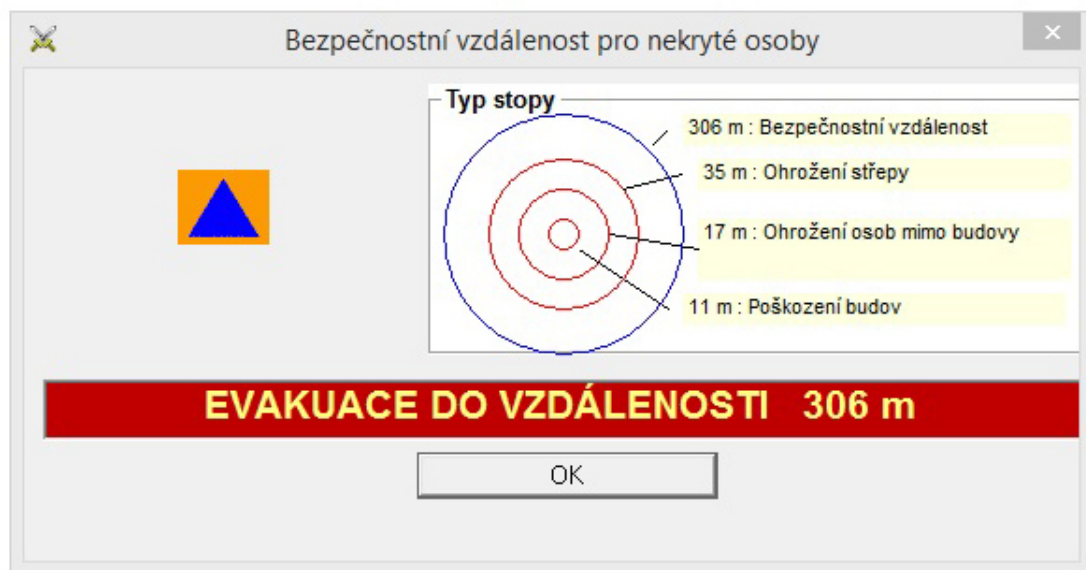 Bezpečnostní vzdálenost pro nekryté osoby
Typ stopy
306 m : Bezpečnostní vzdálenost
35 m : Ohrožení střepy
17 m : Ohrožení osob mimo budovy
11 m : Poškození budov
EVAKUACE DO VZDÁLENOSTI 306 m
OK